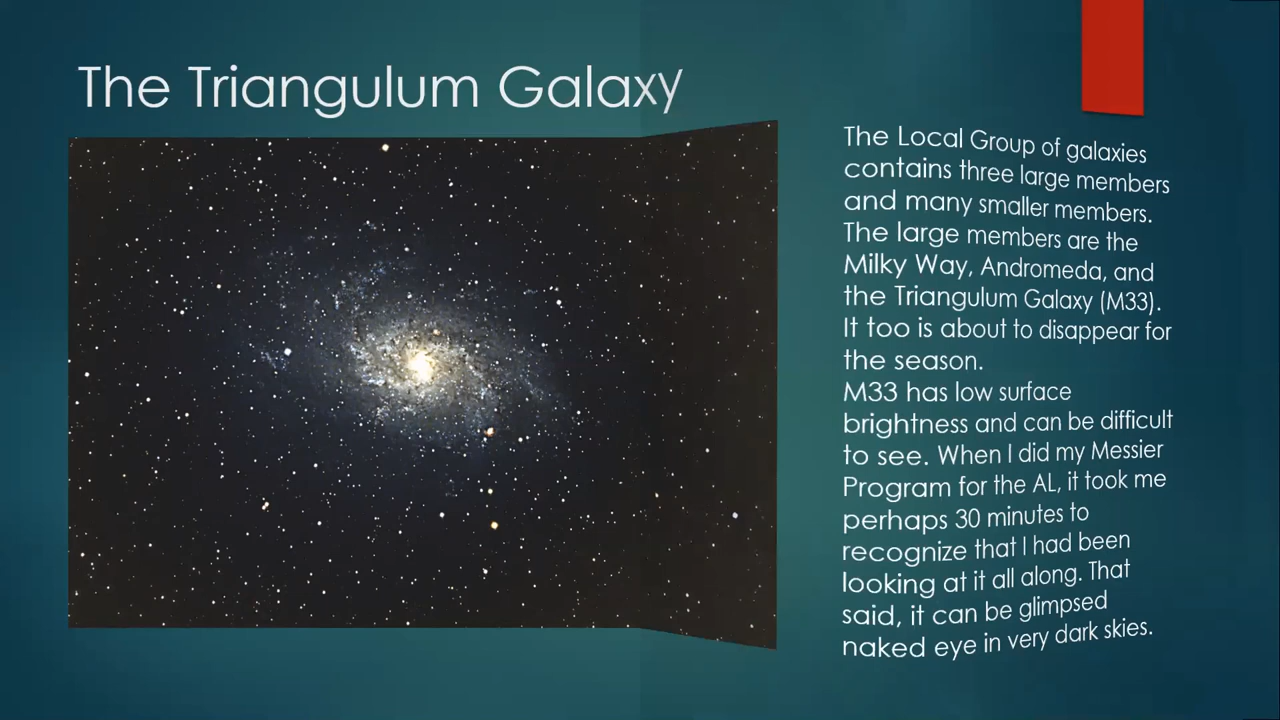 The Triangulum Galaxy
The Local Group of galaxies
contains three large members
and many smaller members.
The large members are the
Milky Way, Andromeda, and
the Triangulum Galaxy (M33).
It too is about to disappear for
the season.
M33 has low surface
brightness and can be difficult
to see. When I did my Messier
Program for the AL, it took me
perhaps 30 minutes to
recognize that I had been
looking at it all along. That
said, it can be glimpsed
naked eye in very dark skies.